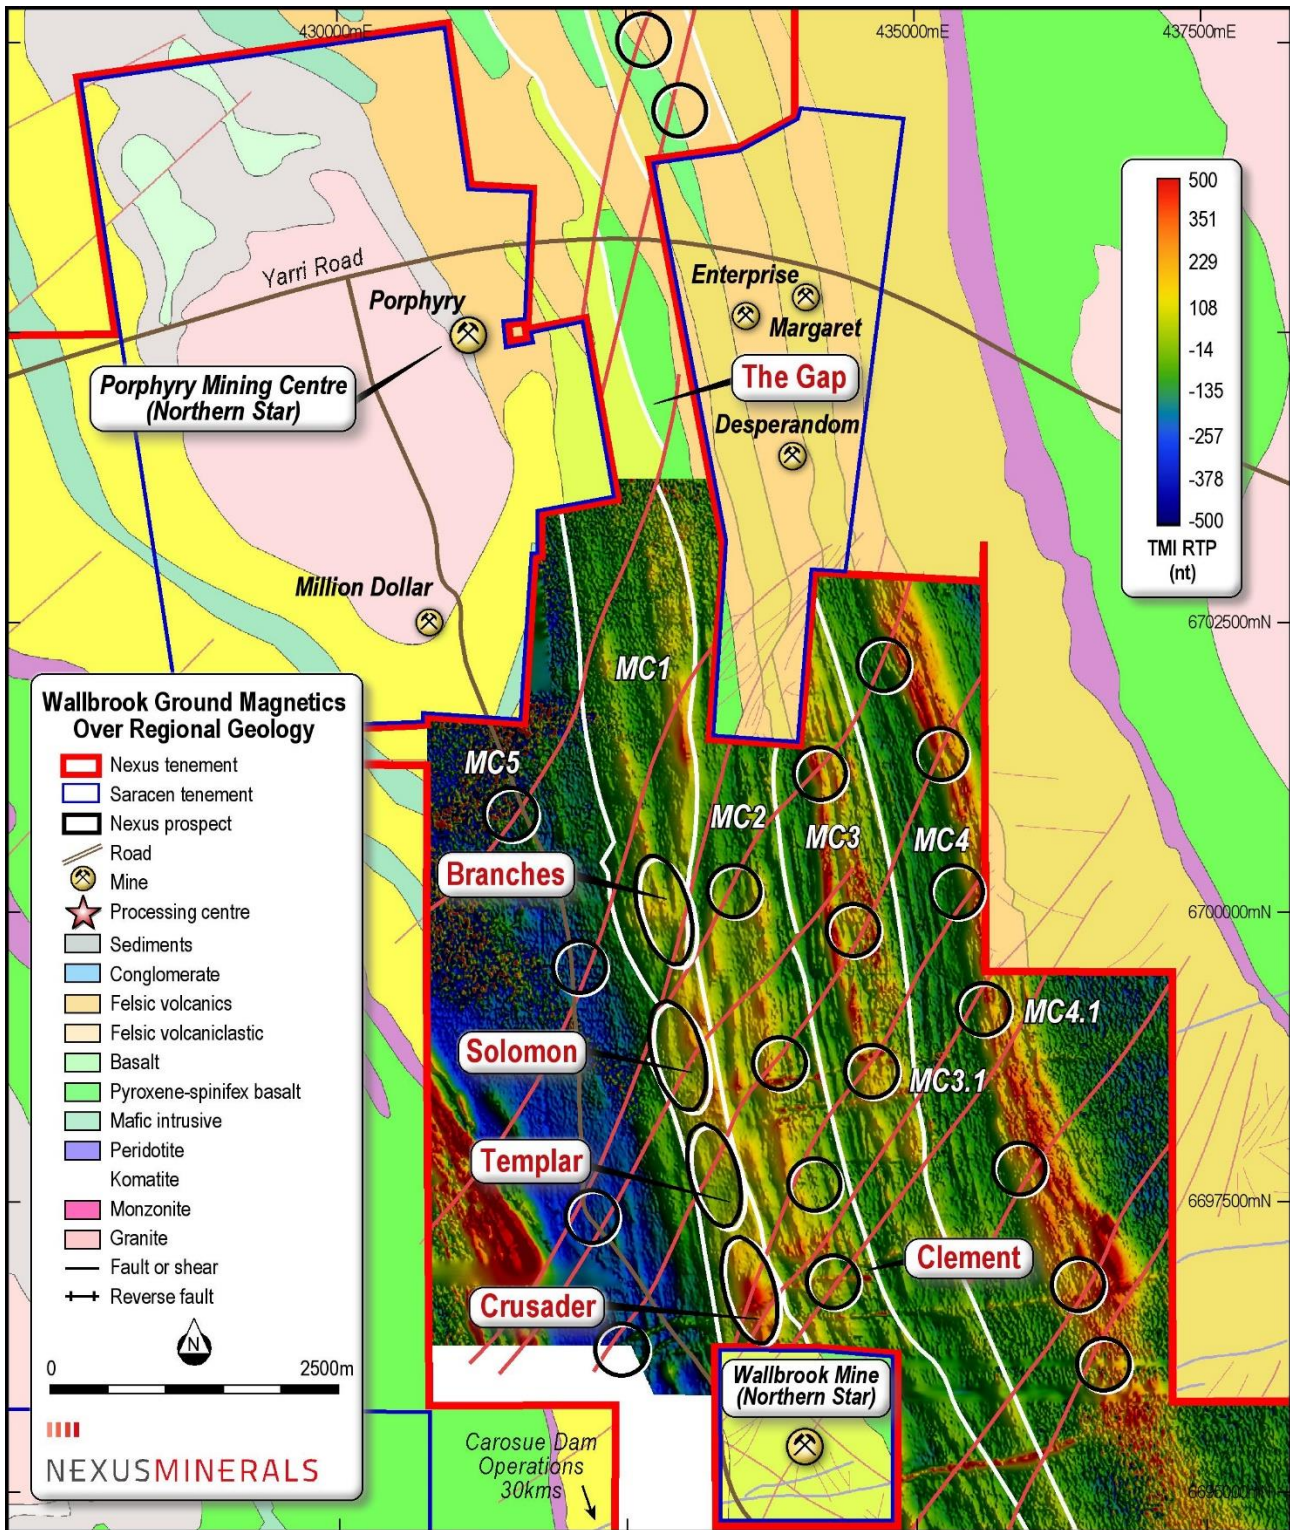 430000mE
435000mE
437500mE
500
351
229
108
-14
-135
-257
-378
-500
TMI RTP
(nt)
Yarri Road
Porphyry
Enterprise
Margaret
The Gap
Porphyry Mining Centre
(Northern Star)
Desperandom
Million Dollar
6702500mN
MC1
MC5
MC2
MC3
MC4
Branches
6700000mN
MC4.1
Solomon
MC3.1
Templar
6697500mN
Clement
Crusader
Wallbrook Mine
(Northern Star)
Carosue Dam
Operations
30kms
6695000mN
Wallbrook Ground Magnetics
Over Regional Geology
Nexus tenement
Saracen tenement
Nexus prospect
Road
Mine
Processing centre
Sediments
Conglomerate
Felsic volcanics
Felsic volcaniclastic
Basalt
Pyroxene-spinifex basalt
Mafic intrusive
Peridotite
Komatite
Monzonite
Granite
Fault or shear
Reverse fault
N
0 2500m
NEXUSMINERALS